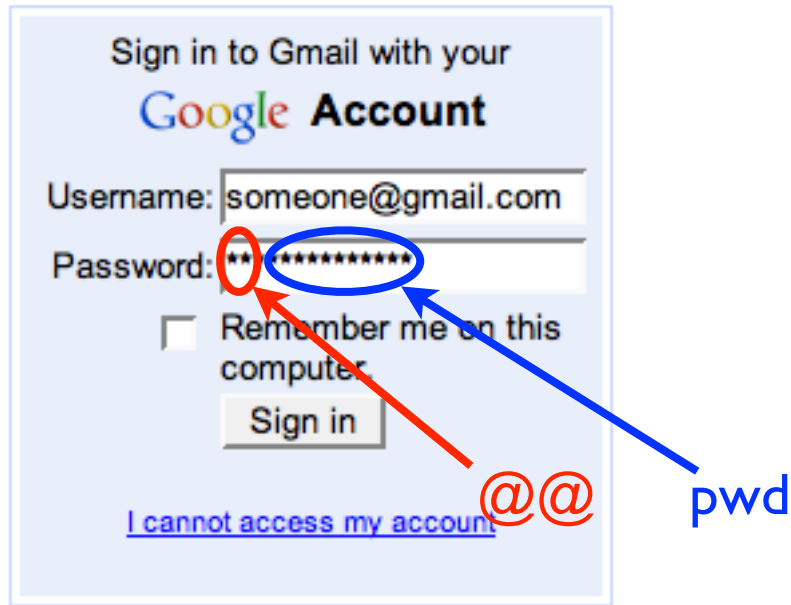 Sign in to Gmail with your
Google Account
Username: someone@gmail.com
Password: ***************
Remember me on this
computer.
Sign in
@@ pwd
I cannot access my account